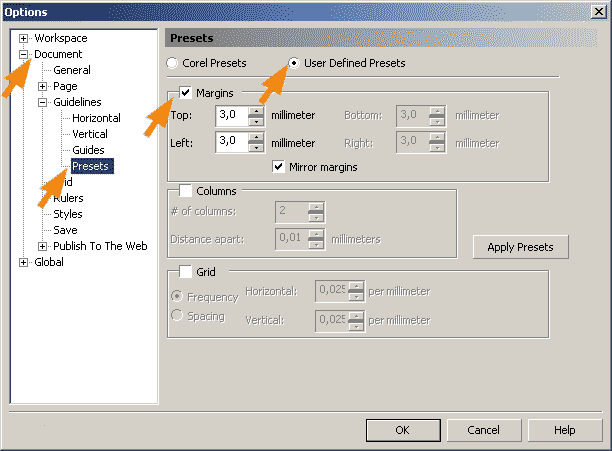 Options
Workspace
Document
General
Page
Guidelines
Horizontal
Vertical
Guides
Presets
Rulers
Styles
Save
Publish To The Web
Global
Presets
Corel Presets User Defined Presets
Margins
Top: 3,0 millimeter Bottom: 3,0 millimeter
Left: 3,0 millimeter Right: 3,0 millimeter
Mirror margins
Columns
# of columns: 2
Distance apart: 0,01 millimeters
Apply Presets
Grid
Frequency Horizontal: 0,025 per millimeter
Spacing Vertical: 0,025 per millimeter
OK Cancel Help